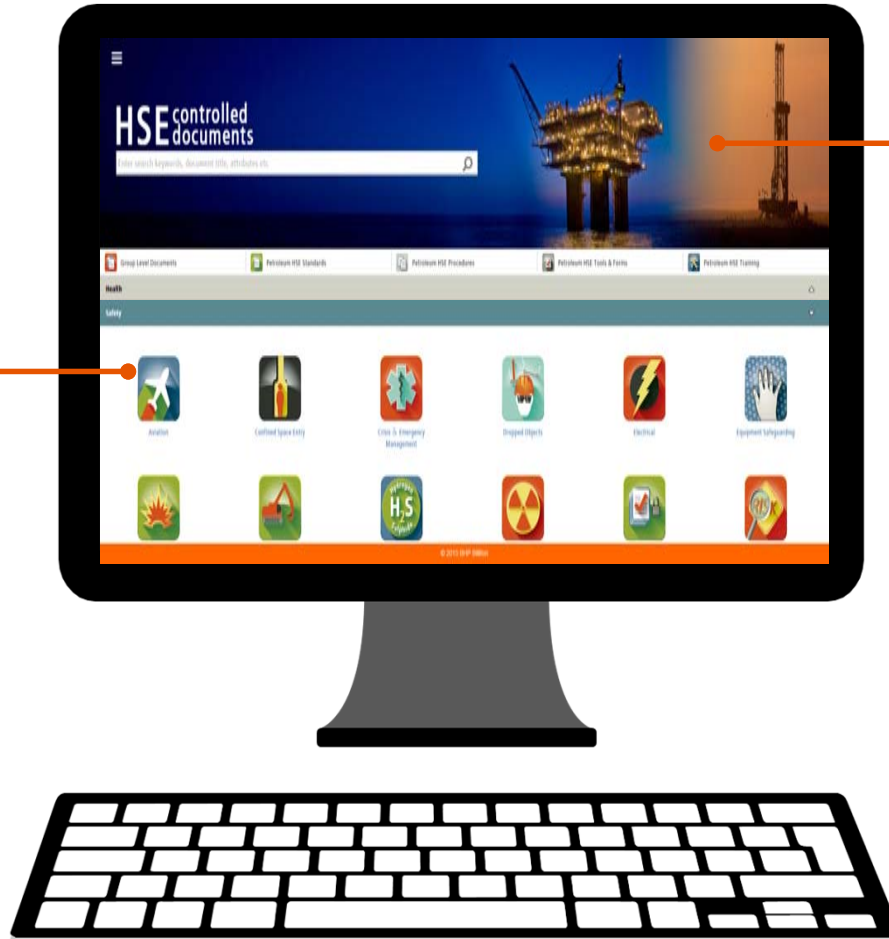 HSE controlled
documents
Enter search keywords, document title, attributes etc
Group Level Documents
Petroleum HSE Standards
Petroleum HSE Procedures
Petroleum HSE Tools & Forms
Petroleum HSE Training
Health
Safety
Aviation
Confined Space Entry
Crisis & Emergency
Management
Dropped Objects
Electrical
Equipment Safeguarding
Hydrogen
H2S
RISK
© 2015 BHP Billiton